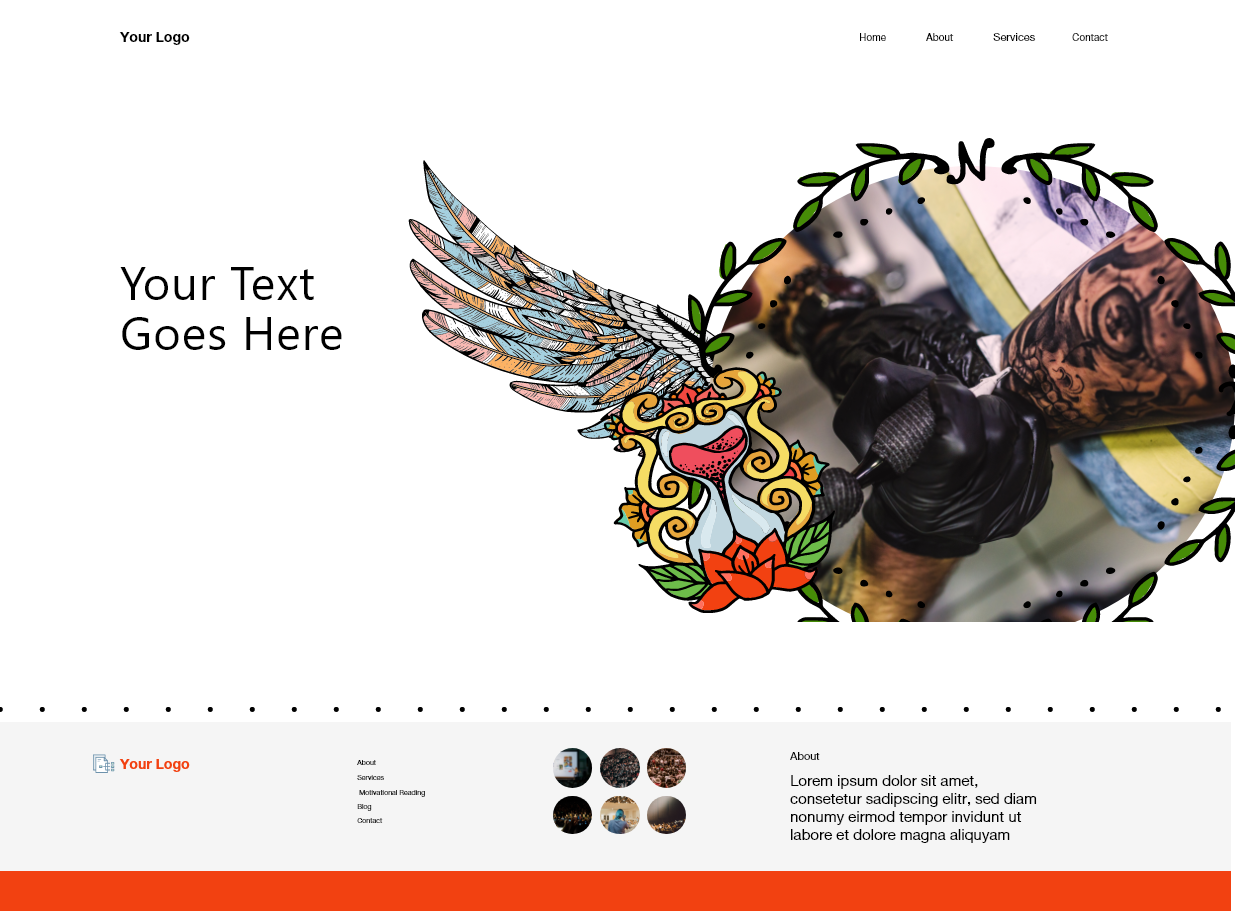 Your Logo
Home
About
Services
Contact
N
Your Text
Goes Here
Your Logo
About
Services
Motivational Reading
Blog
Contact
About
Lorem ipsum dolor sit amet,
consetetur sadipscing elitr, sed diam
nonumy eirmod tempor invidunt ut
labore et dolore magna aliquyam